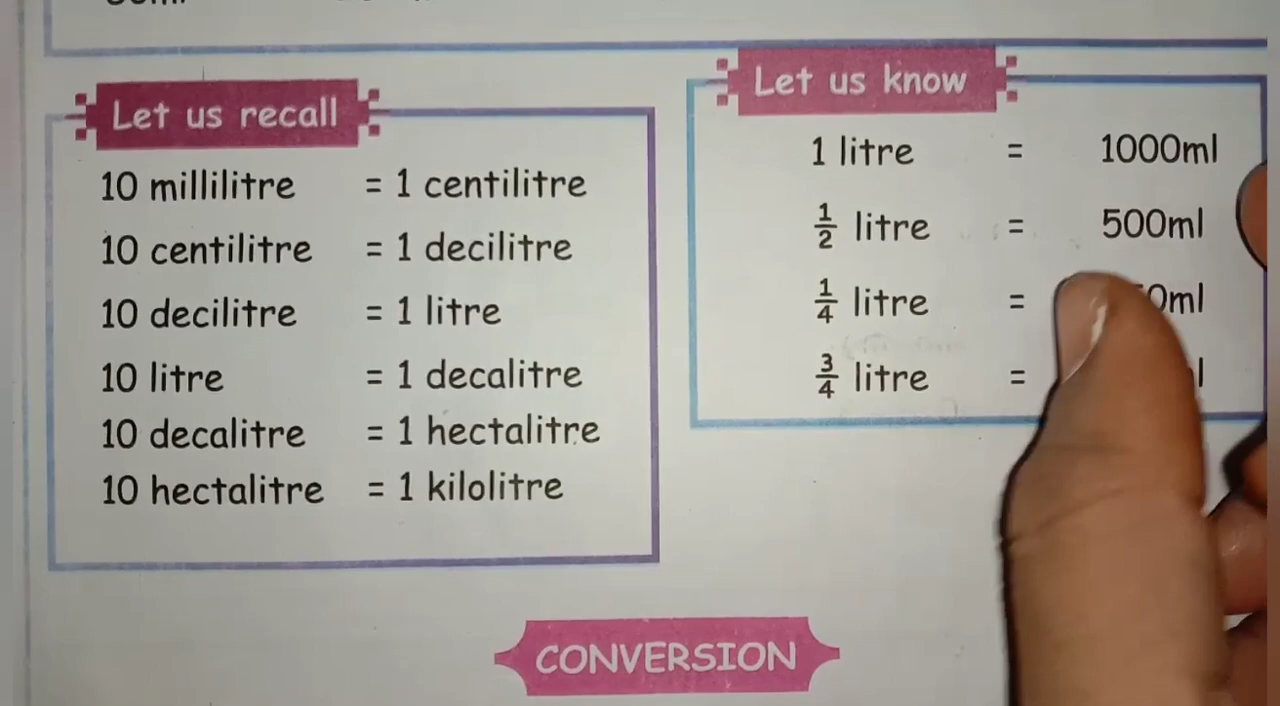 Let us recall
10 millilitre = 1 centilitre
10 centilitre = 1 decilitre
10 decilitre = 1 litre
10 litre = 1 decalitre
10 decalitre = 1 hectalitre
10 hectalitre = 1 kilolitre
Let us know
1 litre = 1000ml
1/2 litre = 500ml
1/4 litre =
3/4 litre =
CONVERSION